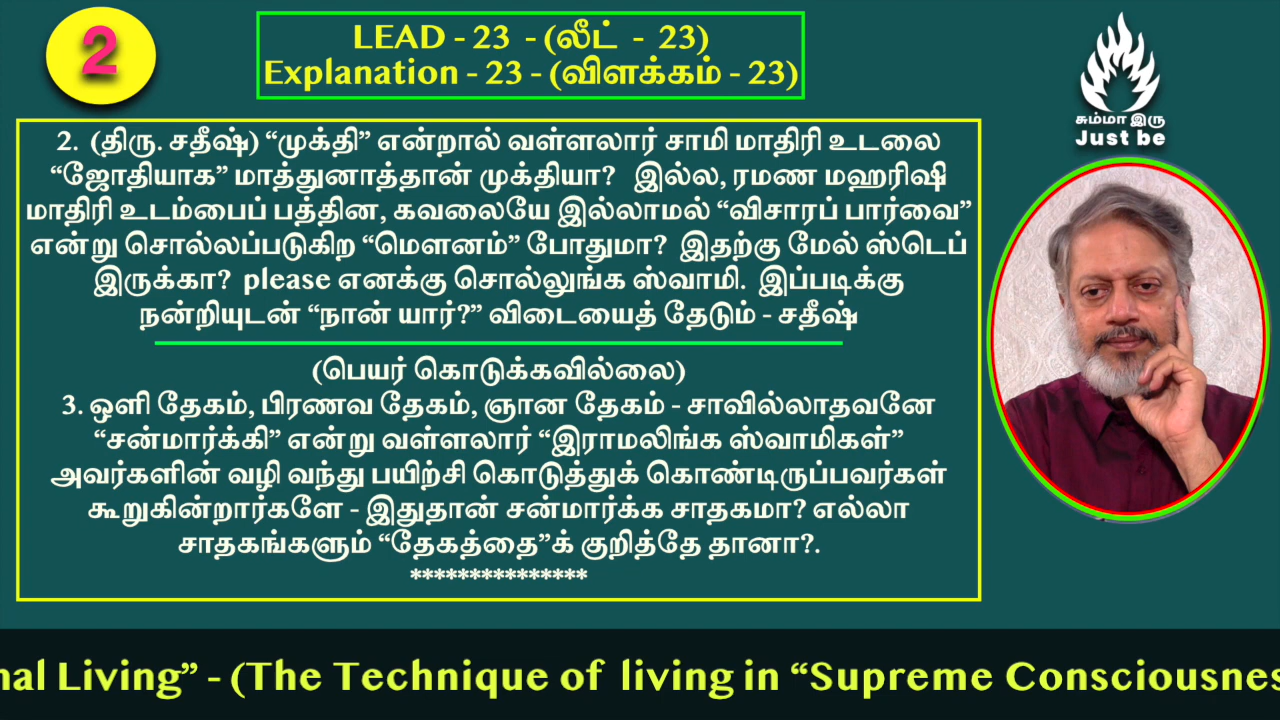 2
LEAD - 23 - (லீட் - 23)
Explanation - 23 - (விளக்கம் - 23)
சும்மா இரு
Just be
2. (திரு. சதீஷ்) “முக்தி” என்றால் வள்ளலார் சாமி மாதிரி உடலை
“ஜோதியாக” மாத்துனாத்தான் முக்தியா? இல்ல, ரமண மஹரிஷி
மாதிரி உடம்பைப் பத்தின, கவலையே இல்லாமல் “விசாரப் பார்வை”
என்று சொல்லப்படுகிற “மௌனம்” போதுமா? இதற்கு மேல் ஸ்டெப்
இருக்கா? please எனக்கு சொல்லுங்க ஸ்வாமி. இப்படிக்கு
நன்றியுடன் “நான் யார்?” விடையைத் தேடும் - சதீஷ்
(பெயர் கொடுக்கவில்லை)
3. ஒளி தேகம், பிரணவ தேகம், ஞான தேகம் - சாவில்லாதவனே
“சன்மார்க்கி” என்று வள்ளலார் “இராமலிங்க ஸ்வாமிகள்”
அவர்களின் வழி வந்து பயிற்சி கொடுத்துக் கொண்டிருப்பவர்கள்
கூறுகின்றார்களே - இதுதான் சன்மார்க்க சாதகமா? எல்லா
சாதகங்களும் “தேகத்தை”க் குறித்தே தானா?.
***************
nal Living” - (The Technique of living in “Supreme Consciousnes